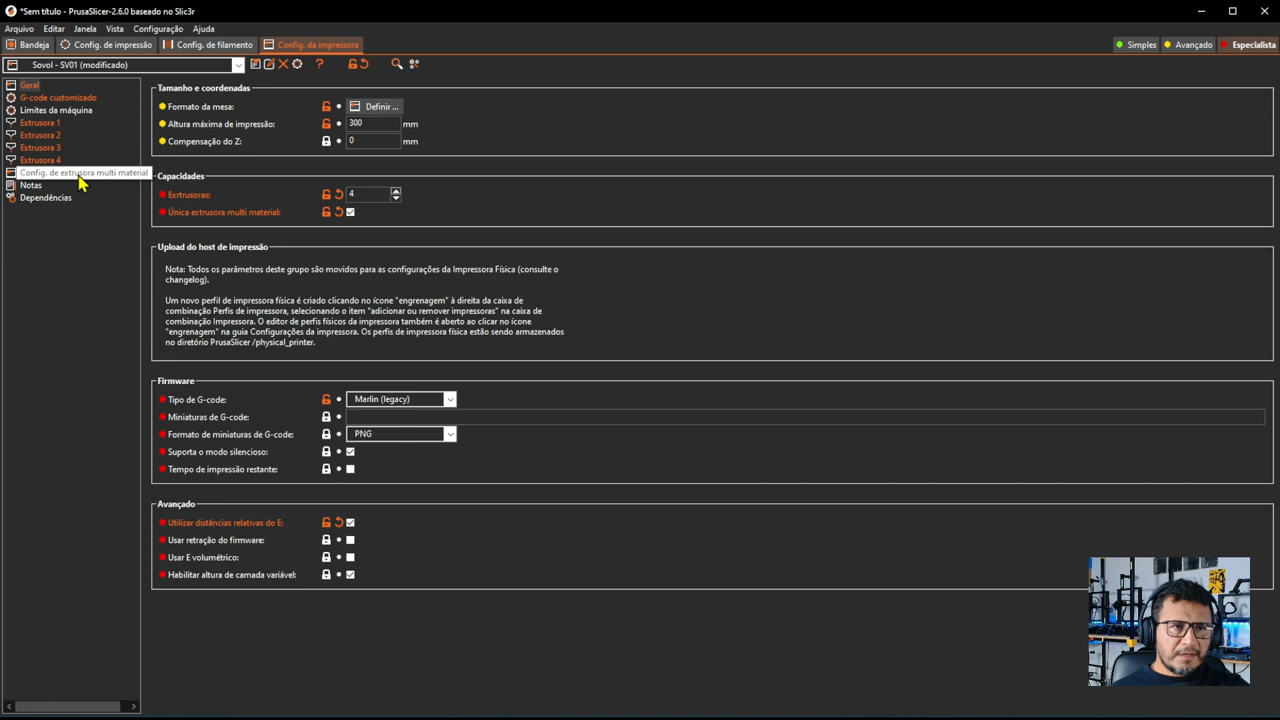 *Sem título - PrusaSlicer-2.6.0 baseado no Slic3r
Arquivo Editar Janela Vista Configuração Ajuda
Bandeja Config. de impressão Config. de filamento Config. da impressora Simples Avançado Especialista
Sovol - SV01 (modificado) ?
Geral
G-code customizado
Limites da máquina
Extrusora 1
Extrusora 2
Extrusora 3
Extrusora 4
Config. de extrusora multi material
Notas
Dependências
Tamanho e coordenadas
Formato da mesa: Definir ...
Altura máxima de impressão: 300 mm
Compensação do Z: 0 mm
Capacidades
Exrtrusoras: 4
Única extrusora multi material:
Upload do host de impressão
Nota: Todos os parâmetros deste grupo são movidos para as configurações da Impressora Física (consulte o
changelog).
Um novo perfil de impressora física é criado clicando no ícone "engrenagem" à direita da caixa de
combinação Perfis de impressora, selecionando o item "adicionar ou remover impressoras" na caixa de
combinação Impressora. O editor de perfis físicos da impressora também é aberto ao clicar no ícone
"engrenagem" na guia Configurações da impressora. Os perfis de impressora física estão sendo armazenados
no diretório PrusaSlicer /physical_printer.
Firmware
Tipo de G-code: Marlin (legacy)
Miniaturas de G-code:
Formato de miniaturas de G-code: PNG
Suporta o modo silencioso:
Tempo de impressão restante:
Avançado
Utilizar distâncias relativas do E:
Usar retração do firmware:
Usar E volumétrico:
Habilitar altura de camada variável: